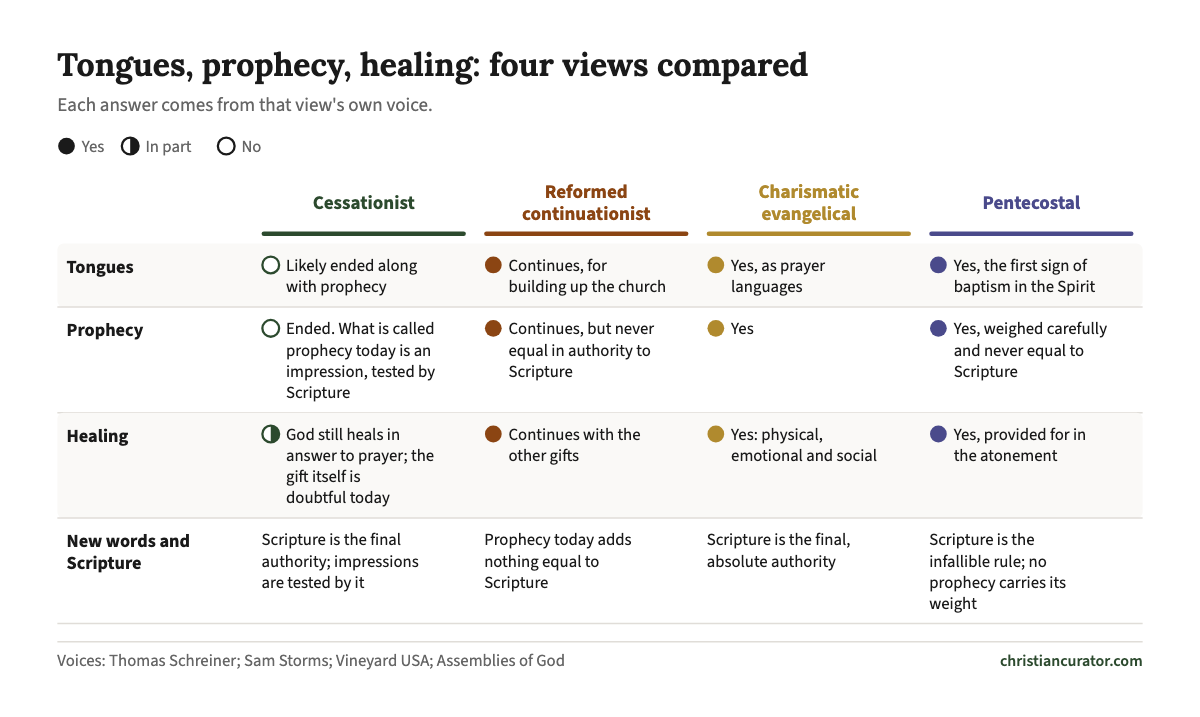 Tongues, prophecy, healing: four views compared
Each answer comes from that view's own voice.
Yes In part No
Cessationist
Reformed
continuationist
Charismatic
evangelical
Pentecostal
Tongues
Likely ended along
with prophecy
Continues, for
building up the church
Yes, as prayer
languages
Yes, the first sign of
baptism in the Spirit
Prophecy
Ended. What is called
prophecy today is an
impression, tested by
Scripture
Continues, but never
equal in authority to
Scripture
Yes
Yes, weighed carefully
and never equal to
Scripture
Healing
God still heals in
answer to prayer; the
gift itself is
doubtful today
Continues with the
other gifts
Yes: physical,
emotional and social
Yes, provided for in
the atonement
New words and
Scripture
Scripture is the final
authority; impressions
are tested by it
Prophecy today adds
nothing equal to
Scripture
Scripture is the final,
absolute authority
Scripture is the
infallible rule; no
prophecy carries its
weight
Voices: Thomas Schreiner; Sam Storms; Vineyard USA; Assemblies of God
christiancurator.com